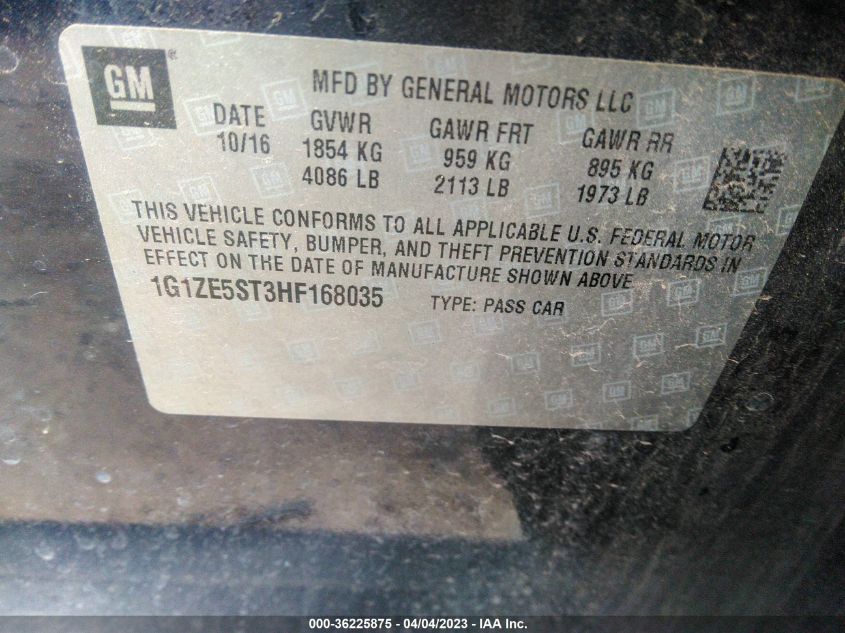 GM ®
MFD BY GENERAL MOTORS LLC
DATE GVWR GAWR FRT GAWR RR
10/16 1854 KG 959 KG 895 KG
4086 LB 2113 LB 1973 LB
THIS VEHICLE CONFORMS TO ALL APPLICABLE U.S. FEDERAL MOTOR
VEHICLE SAFETY, BUMPER, AND THEFT PREVENTION STANDARDS IN
EFFECT ON THE DATE OF MANUFACTURE SHOWN ABOVE
1G1ZE5ST3HF168035 TYPE: PASS CAR
000-36225875 - 04/04/2023 - © IAA Inc.